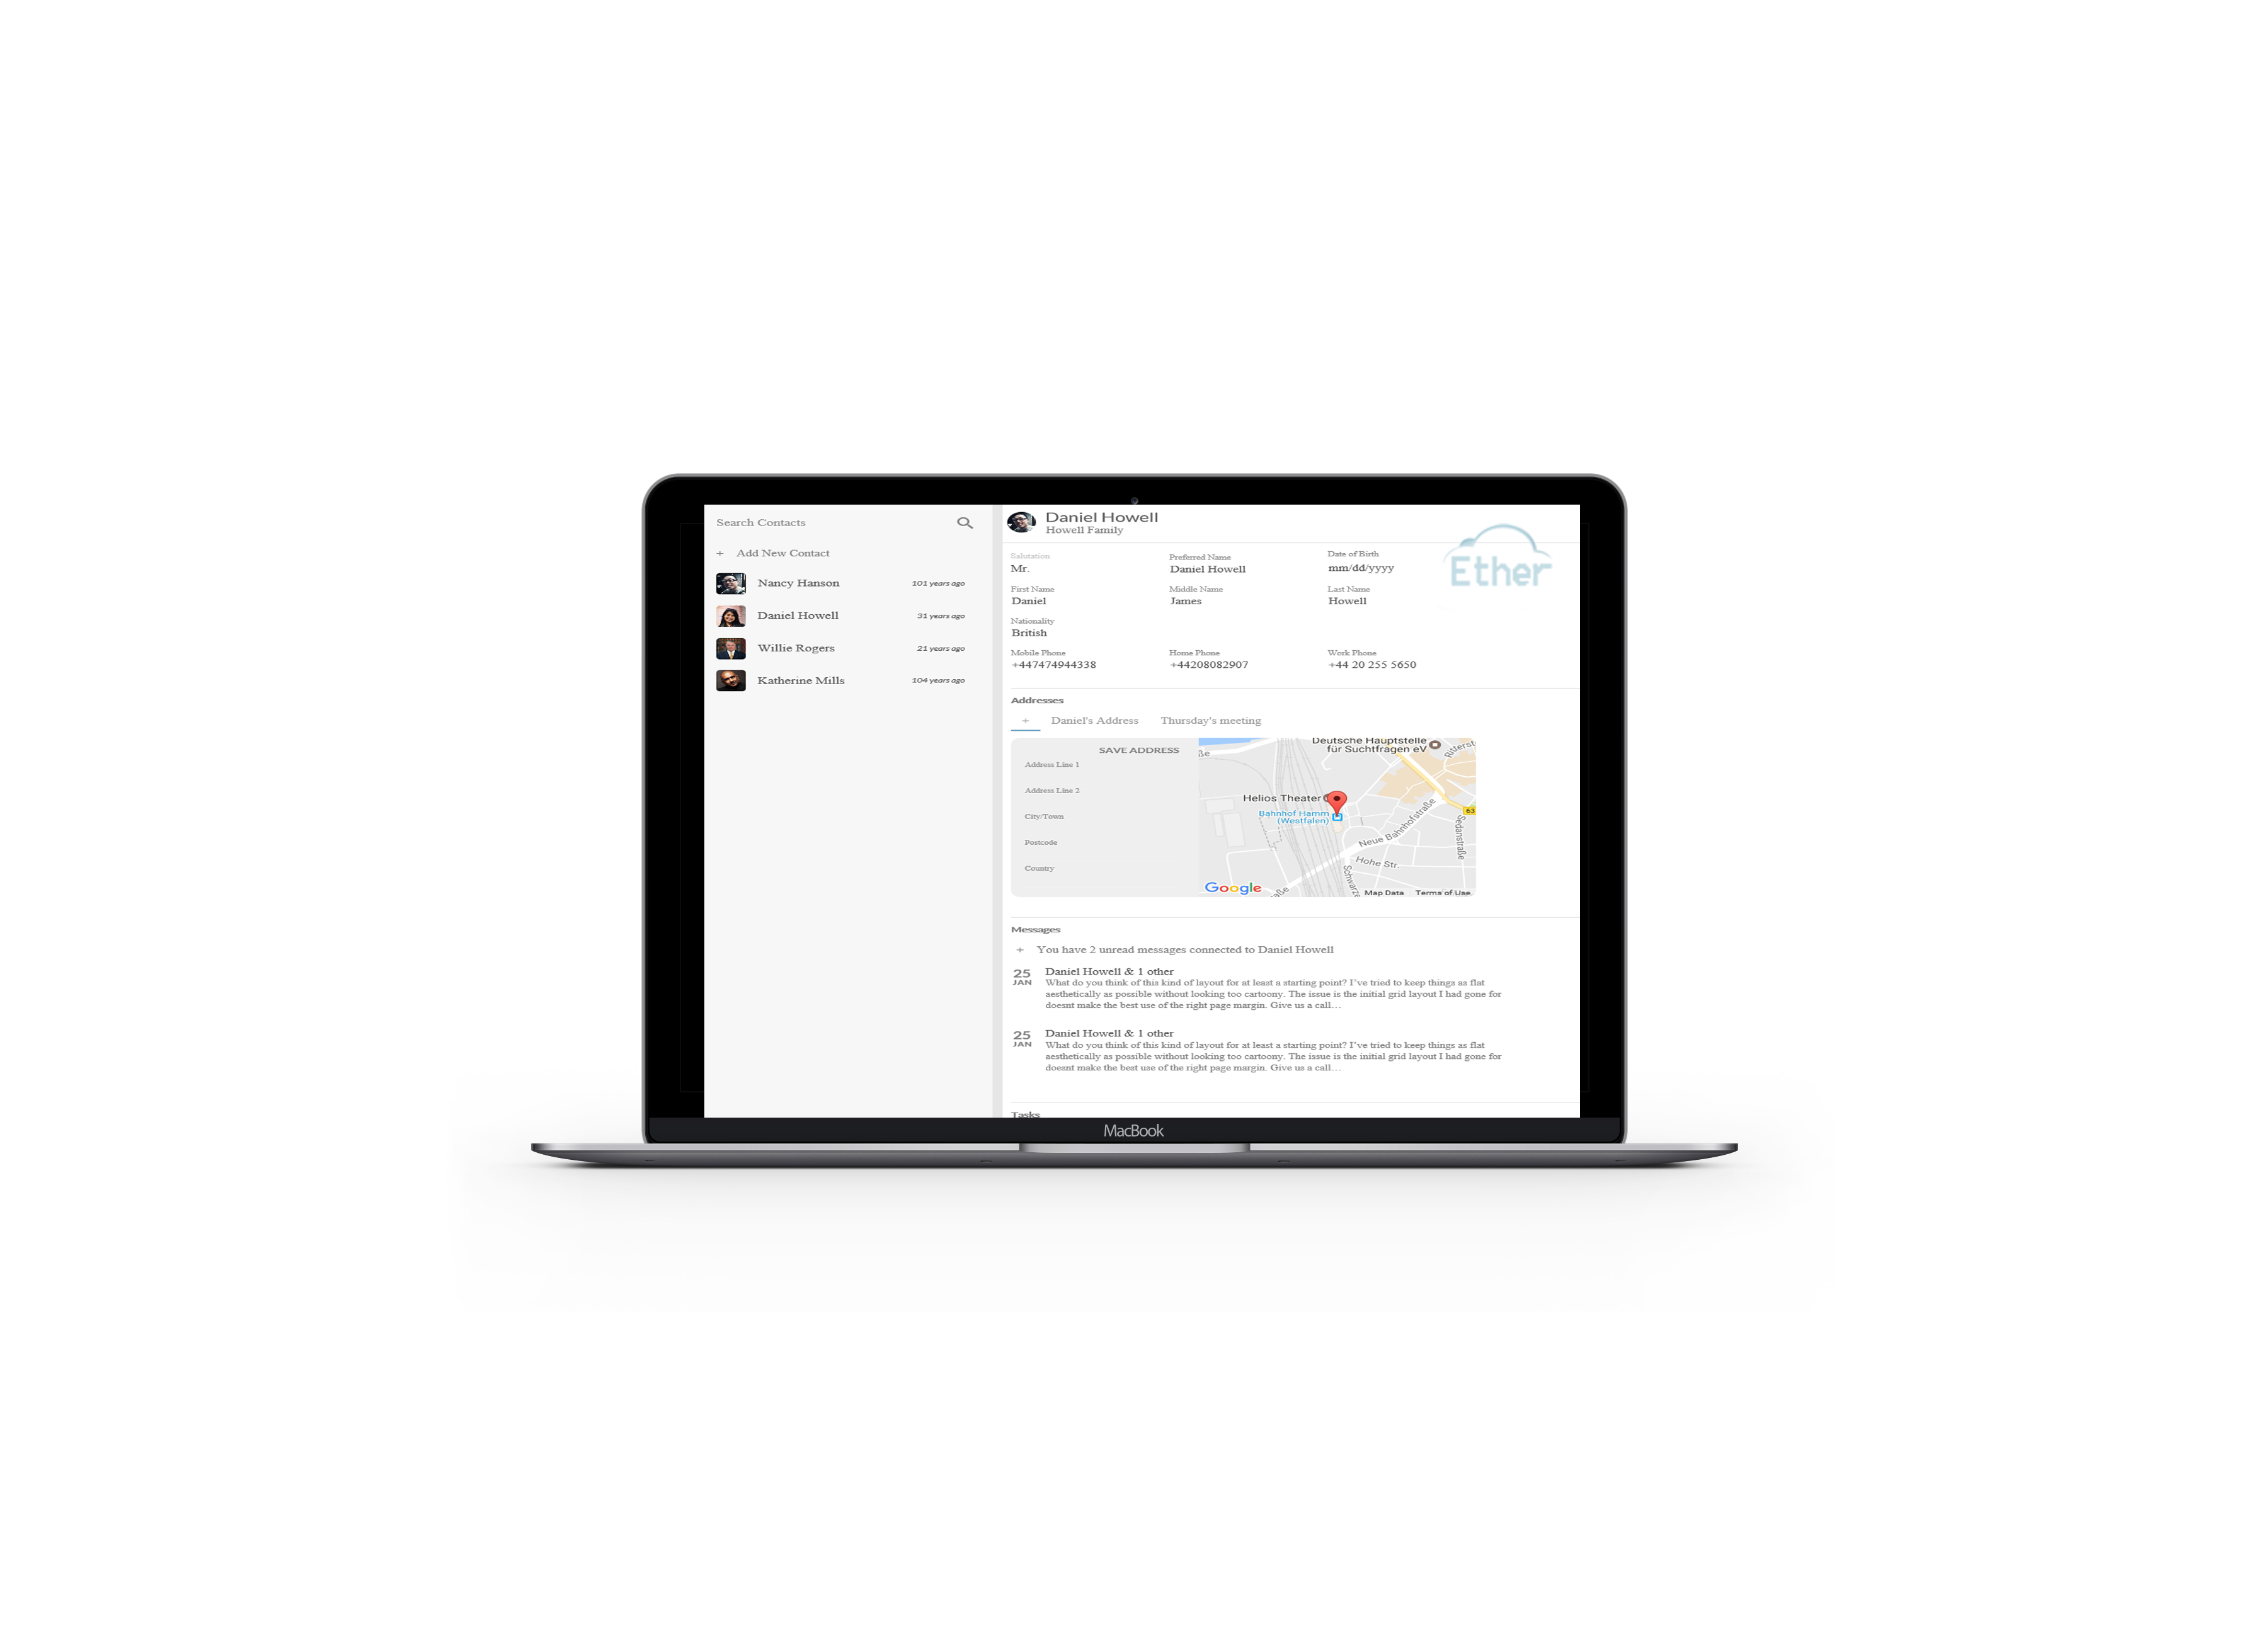 Search Contacts
+ Add New Contact
Nancy Hanson 101 years ago
Daniel Howell 31 years ago
Willie Rogers 21 years ago
Katherine Mills 104 years ago
Daniel Howell
Howell Family
Ether
Salutation Preferred Name Date of Birth
Mr. Daniel Howell mm/dd/yyyy
First Name Middle Name Last Name
Daniel James Howell
Nationality
British
Mobile Phone Home Phone Work Phone
+447474944338 +44208082907 +44 20 255 5650
Addresses
+ Daniel's Address Thursday's meeting
SAVE ADDRESS
Address Line 1
Address Line 2
City/Town
Postcode
Country
Deutsche Hauptstelle
für Suchtfragen eV
Ritterst
ße
Helios Theater
Bahnhof Hamm
(Westfalen)
63
Neue Bahnhofstraße
Sedanstraße
Hohe Str.
Schwarze
aße
Google
Map Data Terms of Use
Messages
+ You have 2 unread messages connected to Daniel Howell
25 JAN
Daniel Howell & 1 other
What do you think of this kind of layout for at least a starting point? I've tried to keep things as flat
aesthetically as possible without looking too cartoony. The issue is the initial grid layout I had gone for
doesnt make the best use of the right page margin. Give us a call...
25 JAN
Daniel Howell & 1 other
What do you think of this kind of layout for at least a starting point? I've tried to keep things as flat
aesthetically as possible without looking too cartoony. The issue is the initial grid layout I had gone for
doesnt make the best use of the right page margin. Give us a call...
Tasks
MacBook